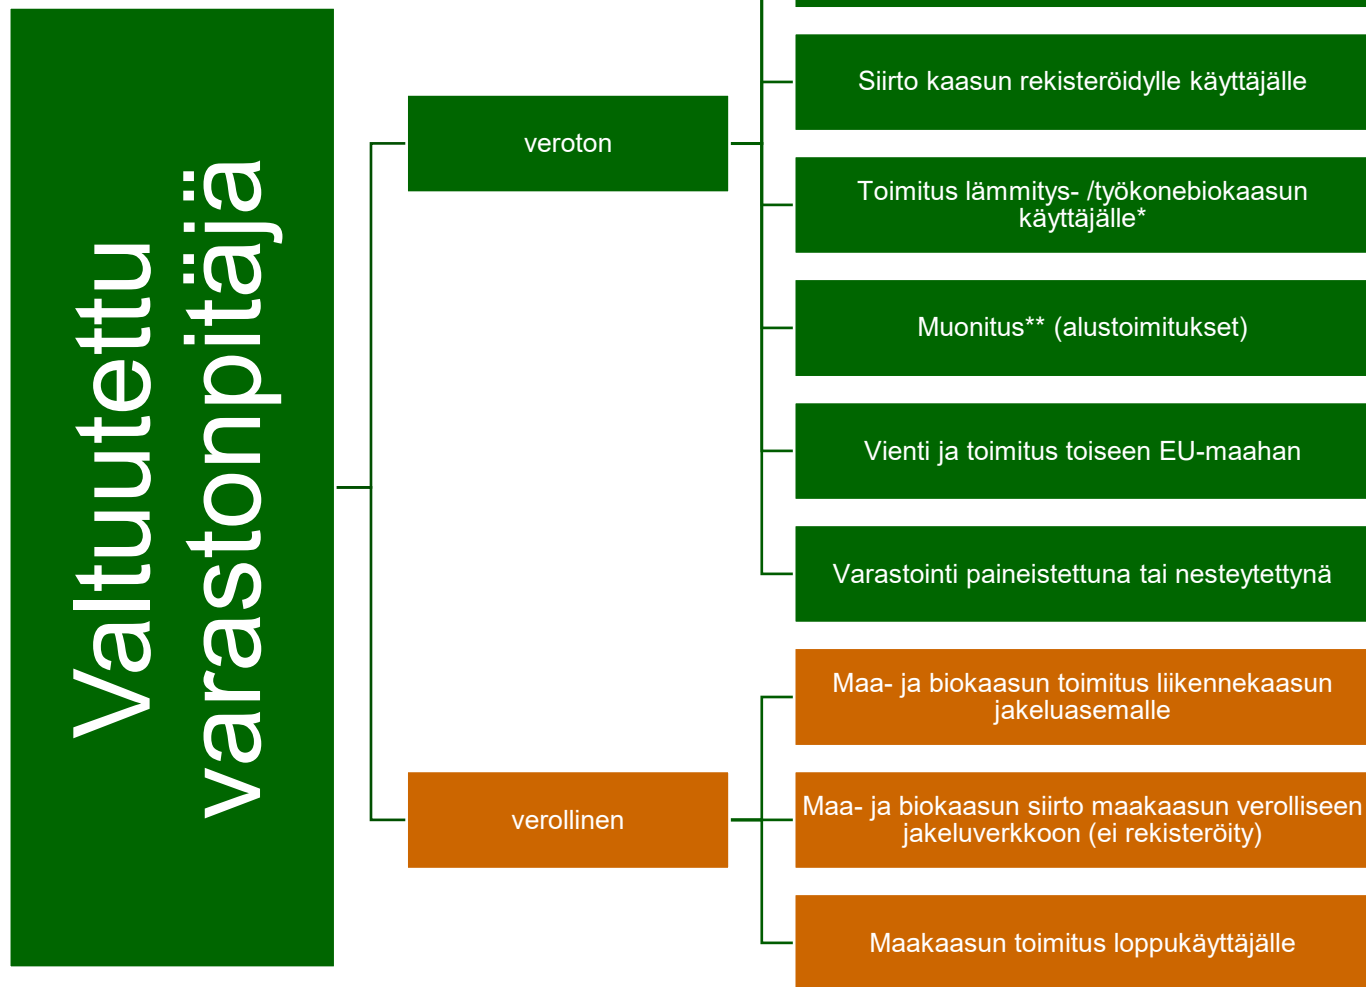 Valtuutettu
varastonpitäjä
veroton
Siirto kaasun rekisteröidylle käyttäjälle
Toimitus lämmitys- /työkonebiokaasun
käyttäjälle*
Muonitus** (alustoimitukset)
Vienti ja toimitus toiseen EU-maahan
Varastointi paineistettuna tai nesteytettynä
verollinen
Maa- ja biokaasun toimitus liikennekaasun
jakeluasemalle
Maa- ja biokaasun siirto maakaasun verolliseen
jakeluverkkoon (ei rekisteröity)
Maakaasun toimitus loppukäyttäjälle